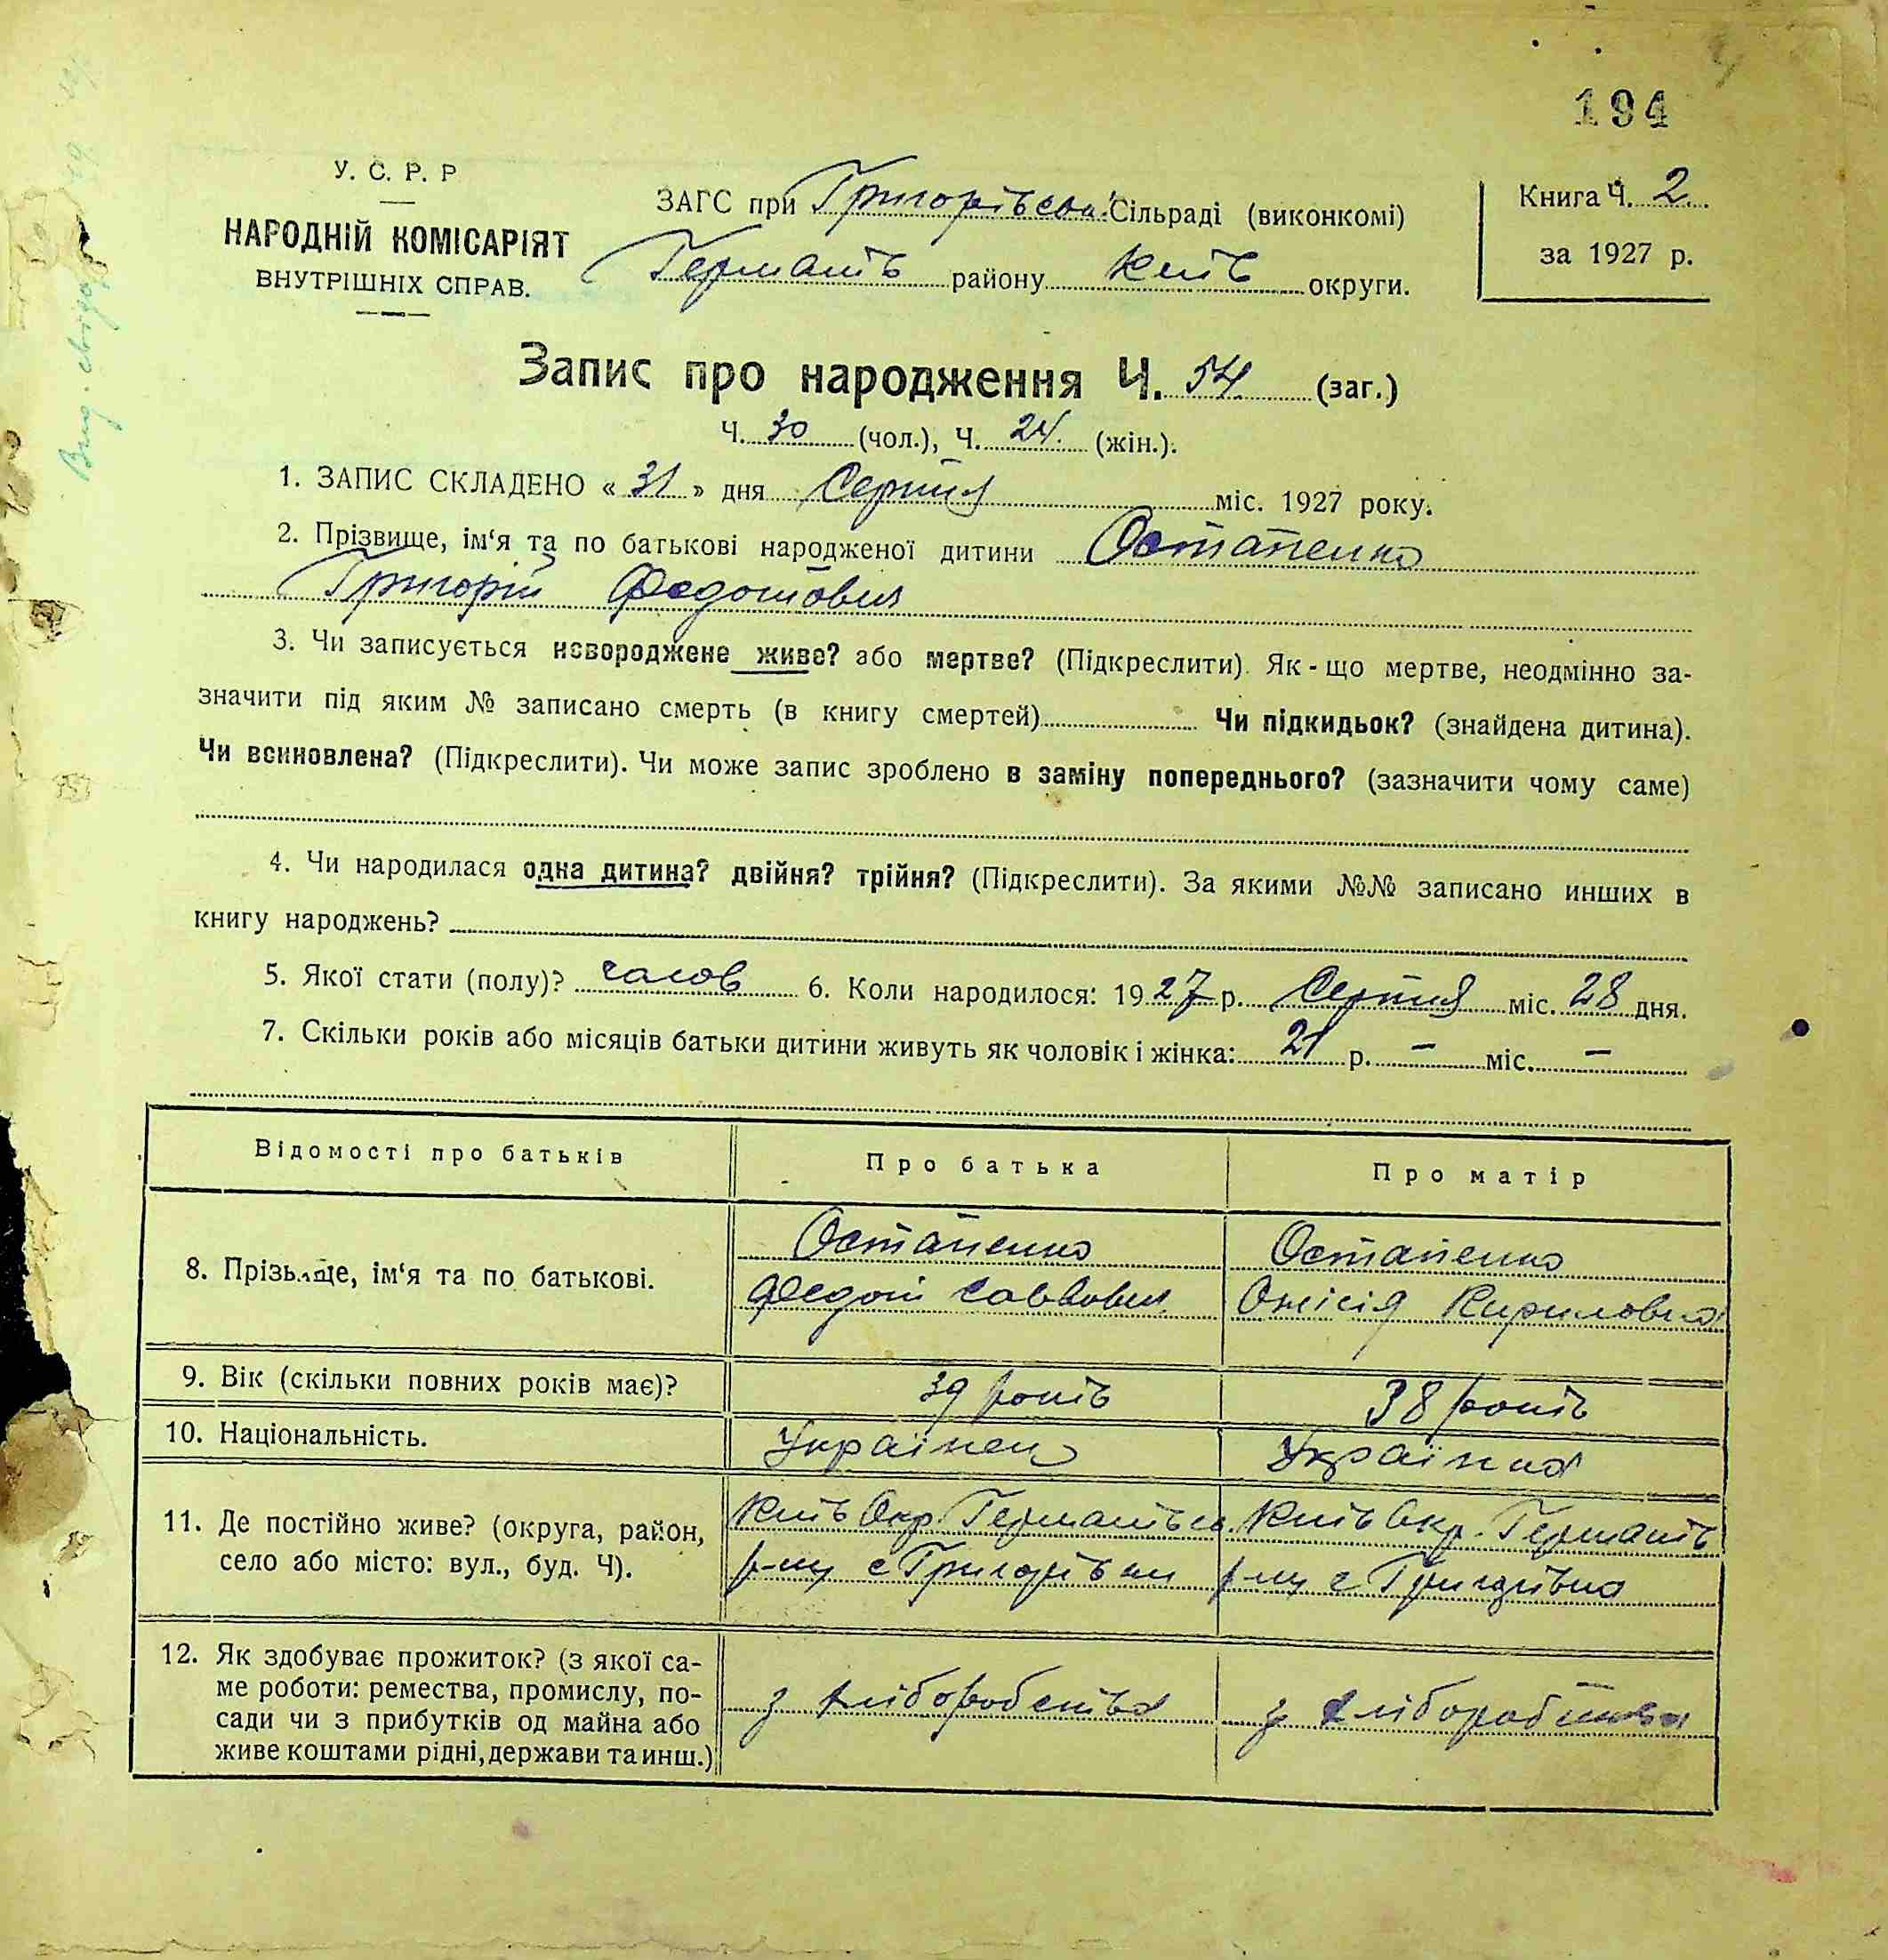 194
У. С. Р. Р
НАРОДНІЙ КОМІСАРІЯТ
ВНУТРІШНІХ СПРАВ.
ЗАГС при Григорівськ. Сільраді (виконкомі)
Германів району Київ округи.
Книга Ч. 2
за 1927 р.
Запис про народження Ч. 54 (заг.)
Ч. 30 (чол.), Ч. 24 (жін.).
1. ЗАПИС СКЛАДЕНО « 31 » дня Серпня міс. 1927 року.
2. Прізвище, ім‘я та по батькові народженої дитини Остапенко
Григорій Федотович
3. Чи записується новороджене живе? або мертве? (Підкреслити). Як-що мертве, неодмінно за-
значити під яким № записано смерть (в книгу смертей) Чи підкидьок? (знайдена дитина).
Чи всиновлена? (Підкреслити). Чи може запис зроблено в заміну попереднього? (зазначити чому саме)
4. Чи народилася одна дитина? двійня? трійня? (Підкреслити). За якими №№ записано инших в
книгу народжень?
5. Якої стати (полу)? чолов 6. Коли народилося: 1927 р. Серпня міс. 28 дня.
7. Скільки років або місяців батьки дитини живуть як чоловік і жінка: 21 р. – міс. –
Відомості про батьків Про батька Про матір
8. Прізвище, ім‘я та по батькові.
Остапенко
Федот Саввович
Остапенко
Онісія Кириловна
9. Вік (скільки повних років має)? 39 років 38 років
10. Національність. Українец Українка
11. Де постійно живе? (округа, район,
село або місто: вул., буд. Ч).
Київ Окр. Германівск.
р-ну с Григорівки
Київ Окр. Германів
р-ну с Григорівка
12. Як здобуває прожиток? (з якої са-
ме роботи: ремества, промислу, по-
сади чи з прибутків од майна або
живе коштами рідні, держави та инш.)
з хліборобства
з хліборобства